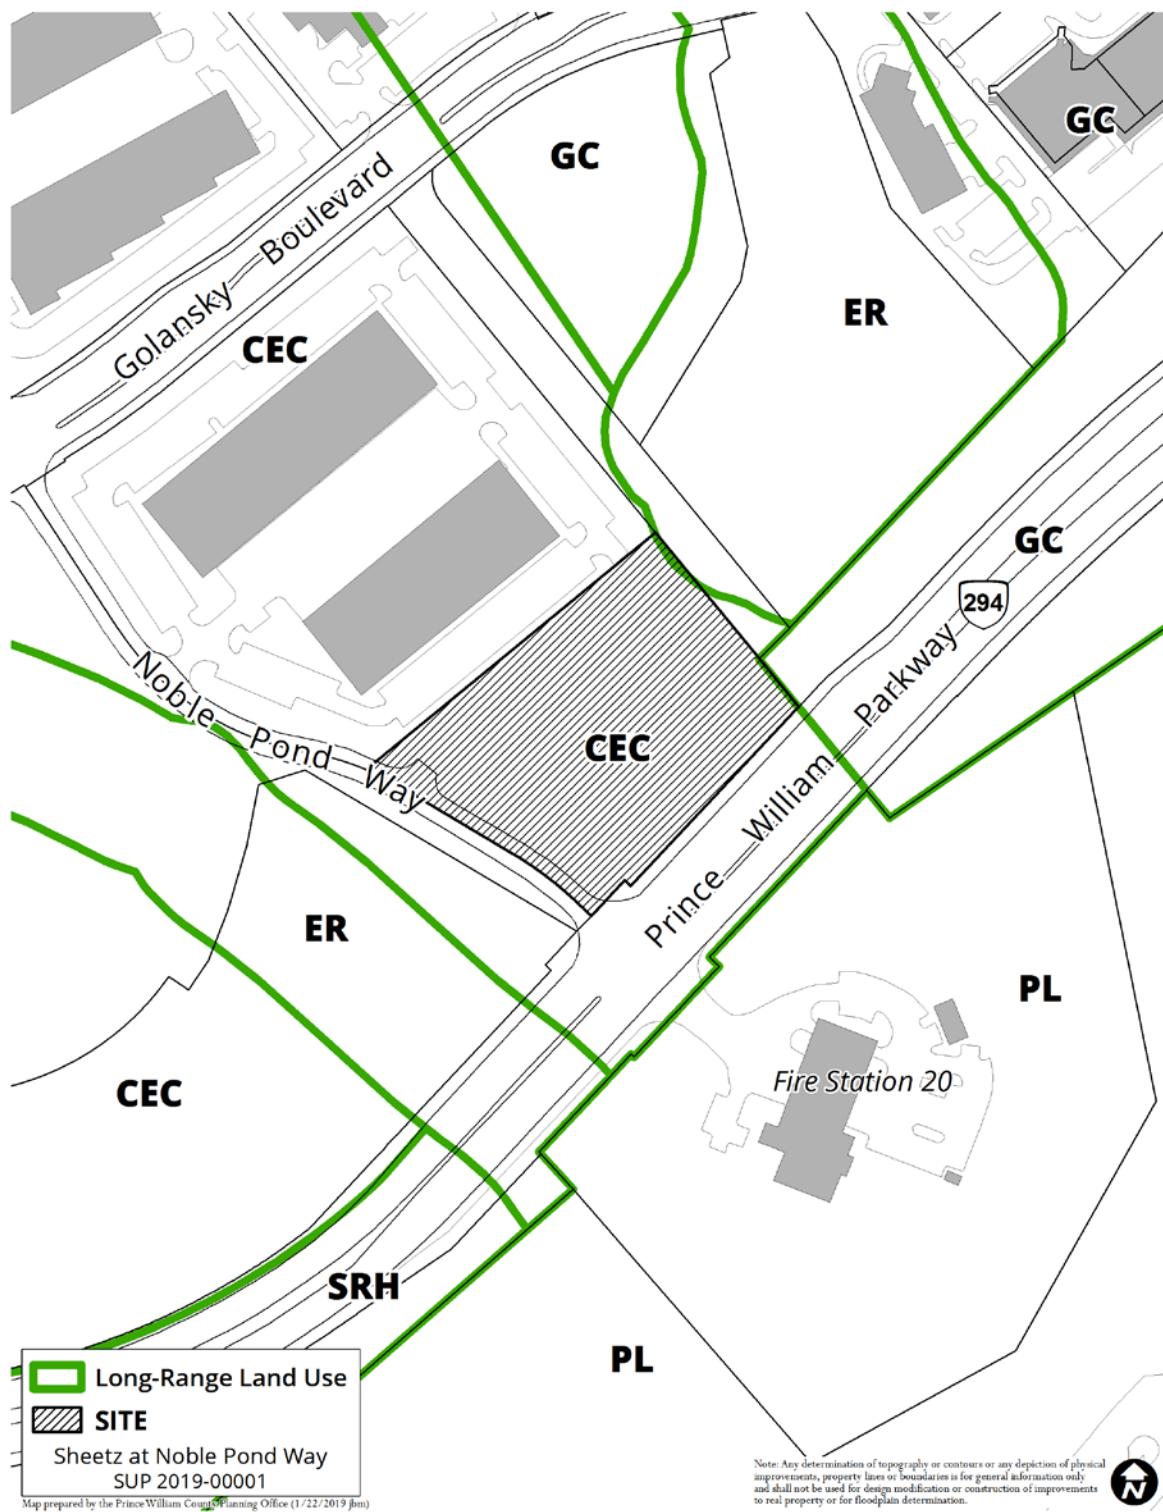 GC
GC
Golansky Boulevard
CEC
ER
GC
294
Noble Pond Way
CEC
Prince William Parkway
ER
PL
Fire Station 20
CEC
SRH
PL
Long-Range Land Use
SITE
Sheetz at Noble Pond Way
SUP 2019-00001
Map prepared by the Prince William County Planning Office (1/22/2019 jbm)
Note: Any determination of topography or contours or any depiction of physical
improvements, property lines or boundaries is for general information only
and shall not be used for design modification or construction of improvements
to real property or for floodplain determination.
N